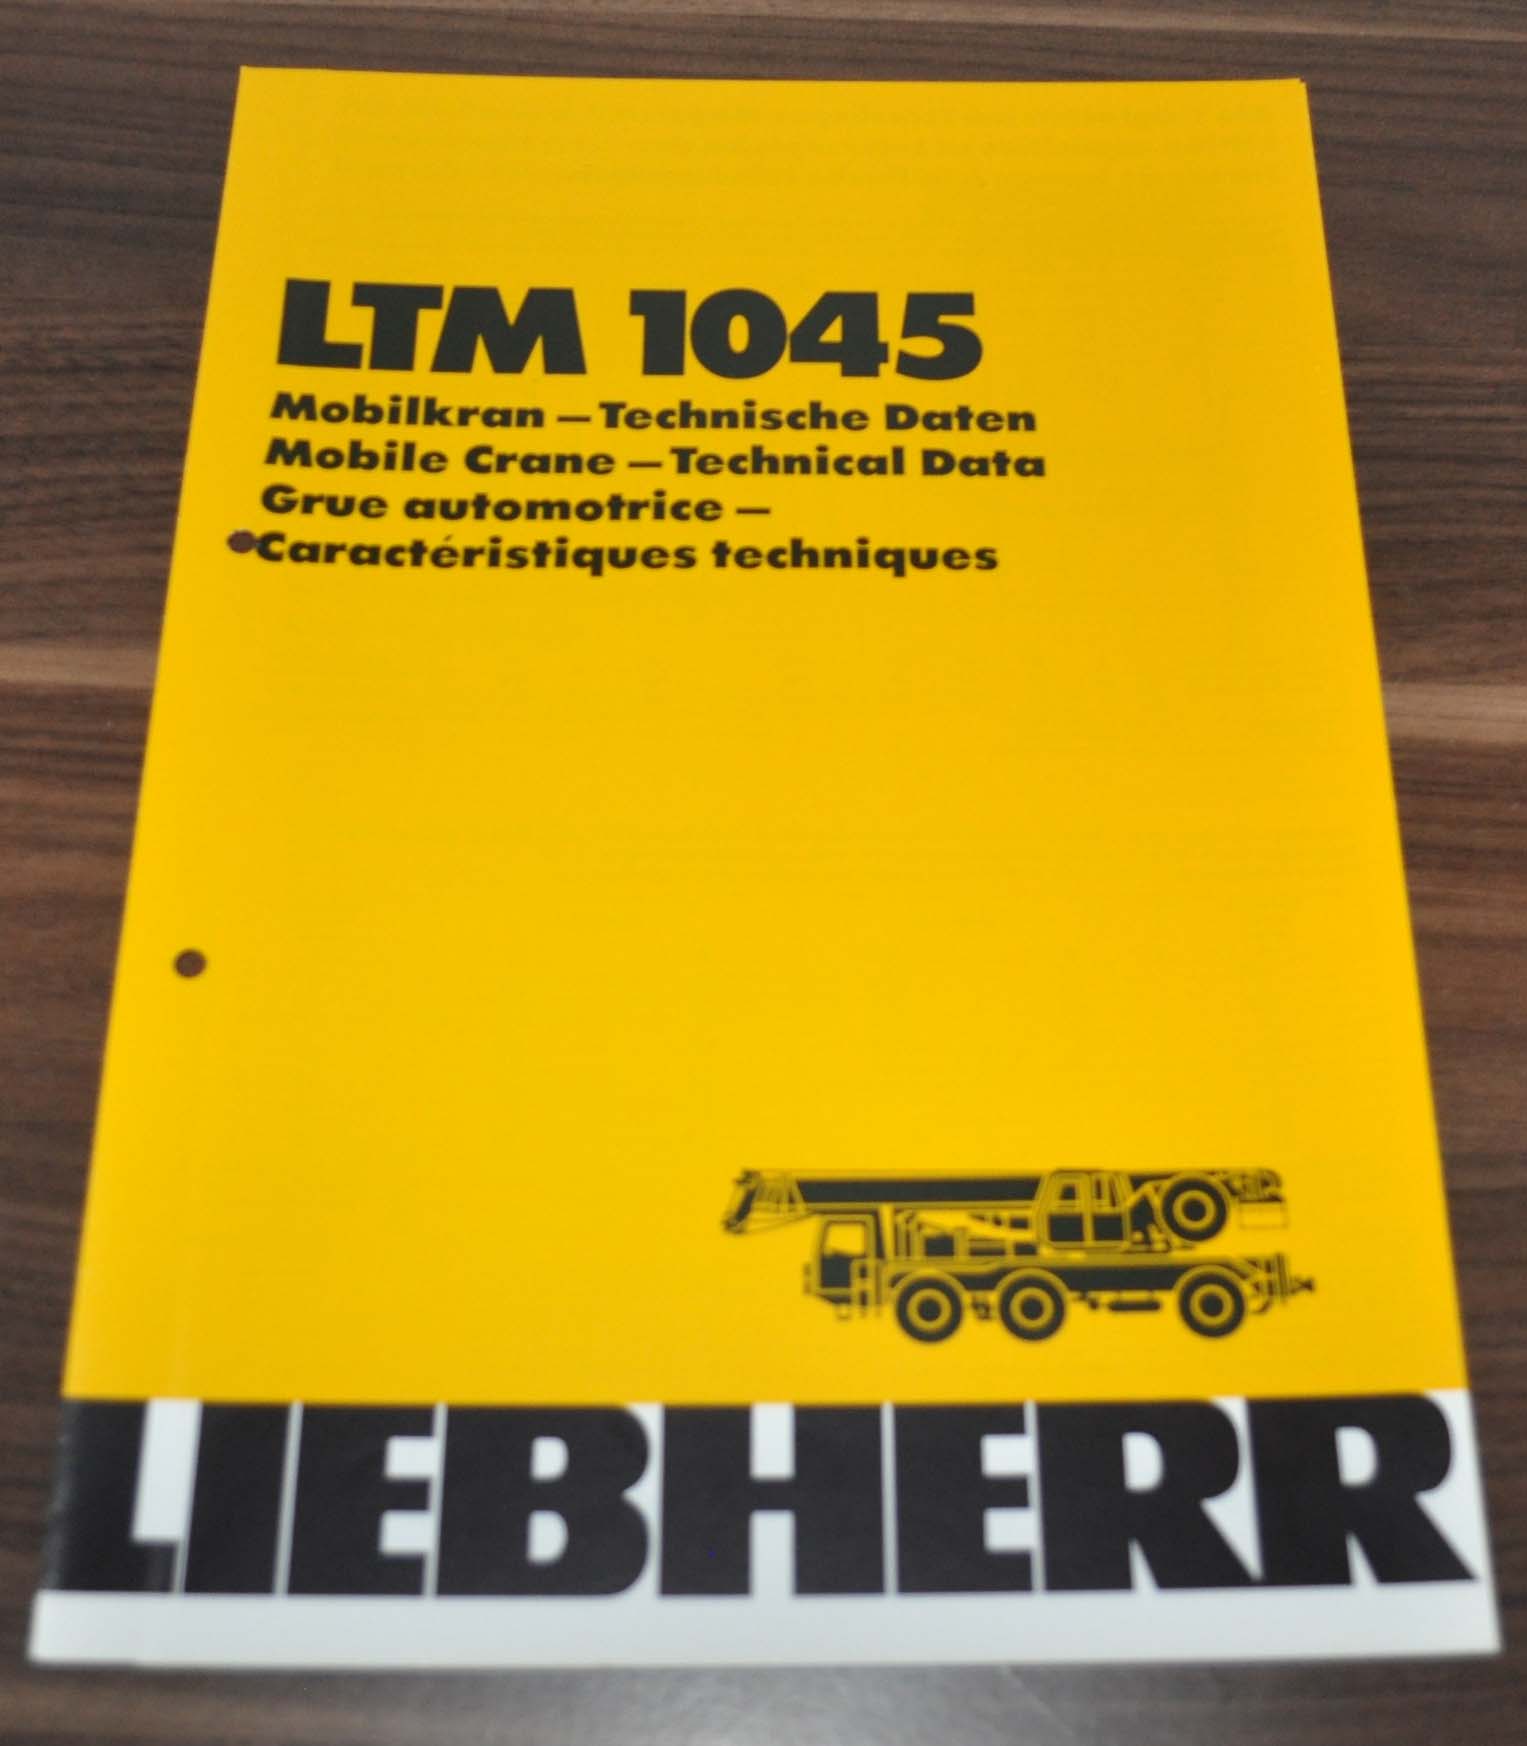 LTM 1045
Mobilkran – Technische Daten
Mobile Crane – Technical Data
Grue automotrice –
Caractéristiques techniques
LIEBHERR